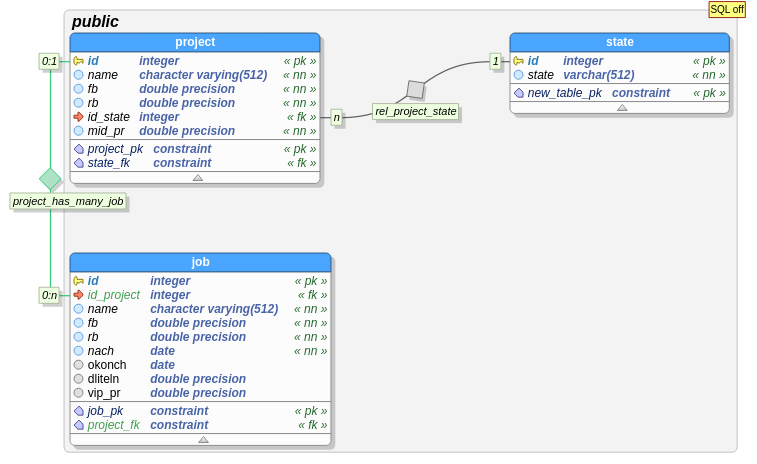 SQL off
public
project
id integer « pk »
name character varying(512) « nn »
fb double precision « nn »
rb double precision « nn »
id_state integer « fk »
mid_pr double precision « nn »
project_pk constraint « pk »
state_fk constraint « fk »
state
id integer « pk »
state varchar(512) « nn »
new_table_pk constraint « pk »
0:1
1
n
rel_project_state
project_has_many_job
0:n
job
id integer « pk »
id_project integer « fk »
name character varying(512) « nn »
fb double precision « nn »
rb double precision « nn »
nach date « nn »
okonch date
dliteln double precision
vip_pr double precision
job_pk constraint « pk »
project_fk constraint « fk »